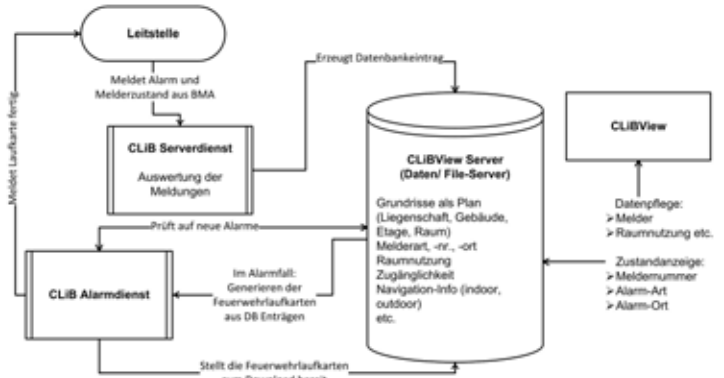 Leitstelle
Meldet Alarm und
Melderzustand aus BMA
Erzeugt Datenbankeintrag
Meldet Laufkarte fertig
CLiB Serverdienst
Auswertung der
Meldungen
CLiBView Server
(Daten/ File-Server)
Grundrisse als Plan
(Liegenschaft, Gebäude,
Etage, Raum)
Melderart, -nr., -ort
Raumnutzung
Zugänglichkeit
Navigation-Info (indoor,
outdoor)
etc.
CLiBView
Datenpflege:
➢Melder
➢Raumnutzung etc.
Zustandanzeige:
➢Meldernummer
➢Alarm-Art
➢Alarm-Ort
Prüft auf neue Alarme
CLiB Alarmdienst
Im Alarmfall:
Generieren der
Feuerwehrlaufkarten
aus DB Enträgen
Stellt die Feuerwehrlaufkarten
zum Download bereit